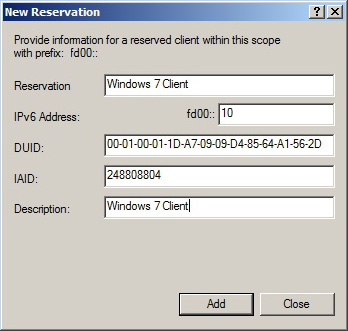 New Reservation
Provide information for a reserved client within this scope
with prefix: fd00::
Reservation
Windows 7 Client
IPv6 Address:
fd00::
10
DUID:
00-01-00-01-1D-A7-09-09-D4-85-64-A1-56-2D
IAID:
248808804
Description:
Windows 7 Client
Add
Close